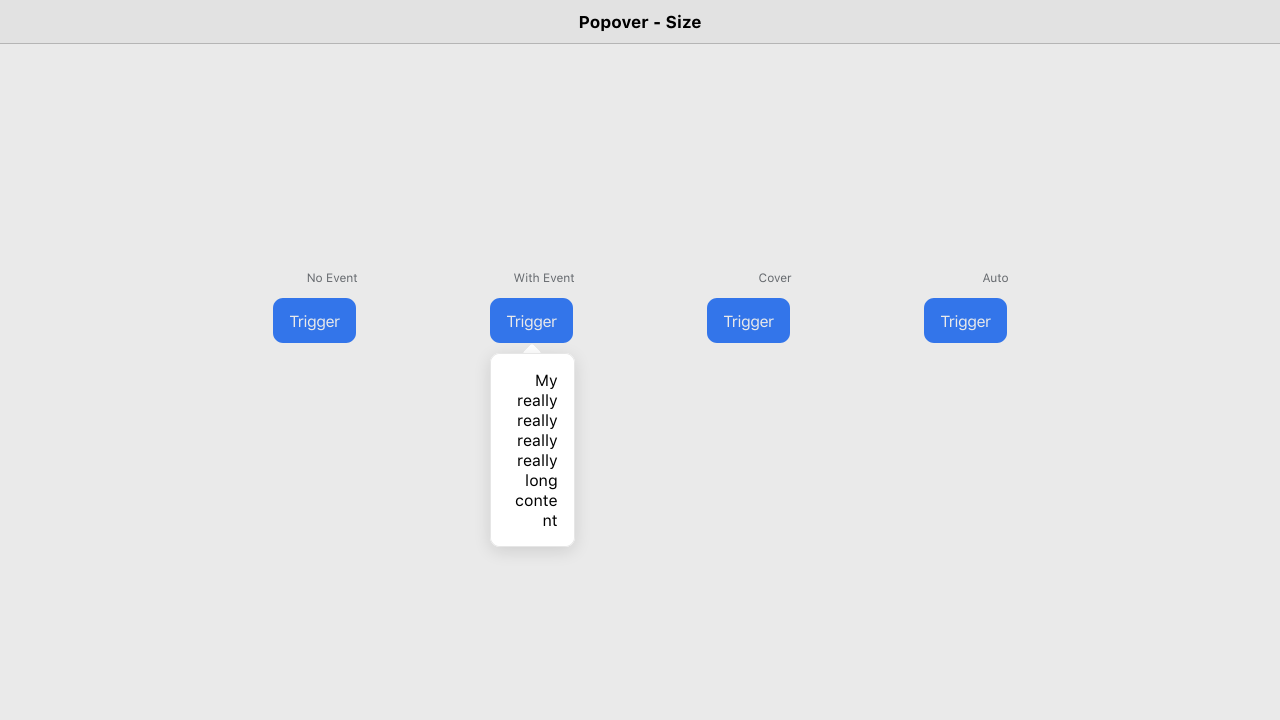 Popover - Size
No Event
With Event
Cover
Auto
Trigger
Trigger
Trigger
Trigger
My
really
really
really
really
long
conte
nt